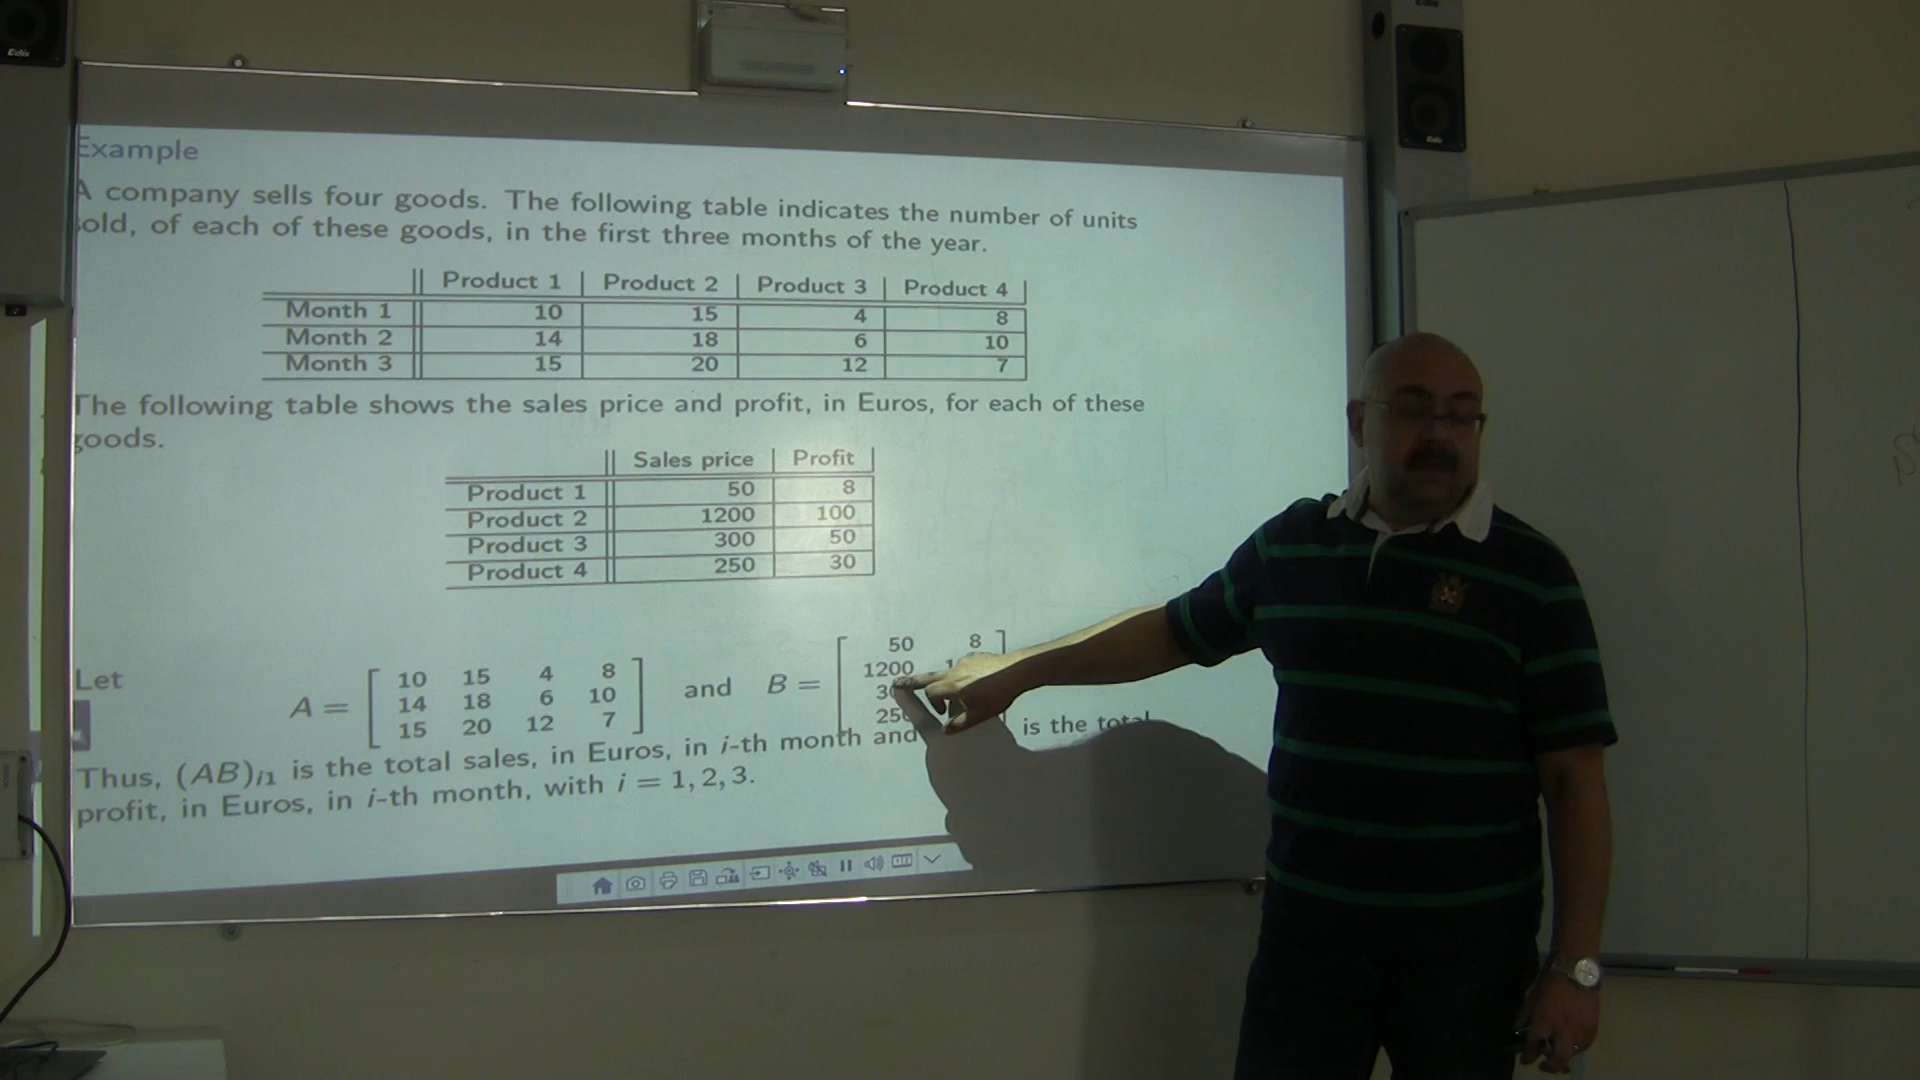 Example
A company sells four goods. The following table indicates the number of units
sold, of each of these goods, in the first three months of the year.
Product 1 Product 2 Product 3 Product 4
Month 1 10 15 4 8
Month 2 14 18 6 10
Month 3 15 20 12 7
The following table shows the sales price and profit, in Euros, for each of these
goods.
Sales price Profit
Product 1 50 8
Product 2 1200 100
Product 3 300 50
Product 4 250 30
Let
10 15 4 8
A = 14 18 6 10
15 20 12 7
and B =
50 8
1200
Thus, (AB)i1 is the total sales, in Euros, in i-th month and is the total
profit, in Euros, in i-th month, with i = 1, 2, 3.
Edis
Edis